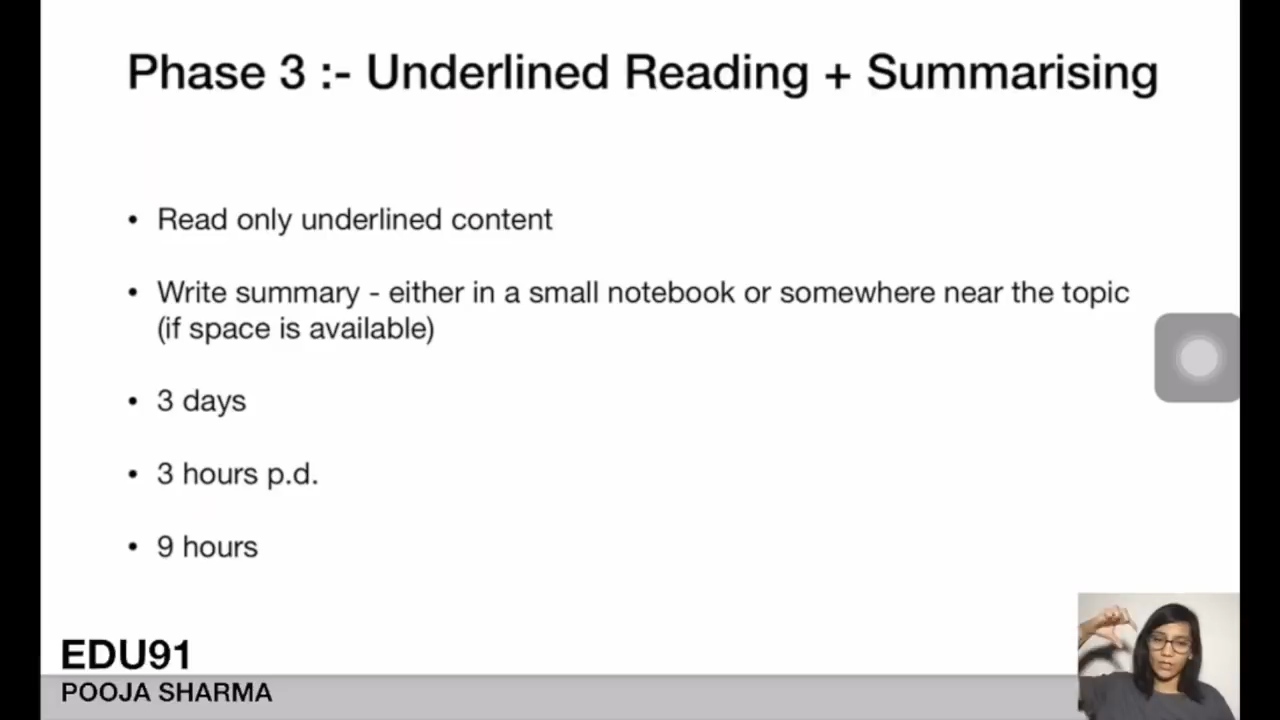 Phase 3 :- Underlined Reading + Summarising
• Read only underlined content
• Write summary - either in a small notebook or somewhere near the topic
(if space is available)
• 3 days
• 3 hours p.d.
• 9 hours
EDU91
POOJA SHARMA